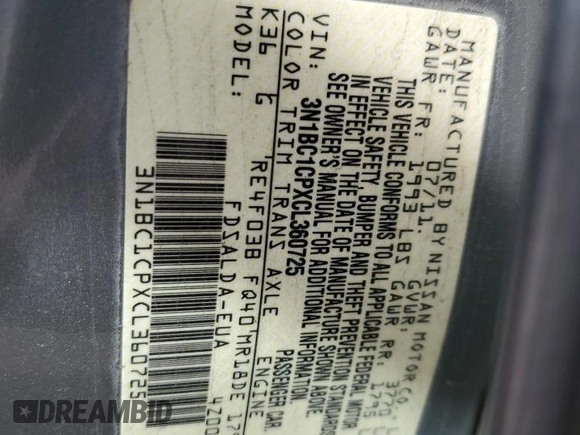 MANUFACTURED BY NISSAN MOTOR CO
DATE: 07/11. GVWR: 3770
GAWR FR: 1993 LBS GAWR RR: 1795
THIS VEHICLE CONFORMS TO ALL APPLICABLE FEDERAL MOTOR
VEHICLE SAFETY, BUMPER AND THEFT PREVENTION STANDARDS
IN EFFECT ON THE DATE OF MANUFACTURE SHOWN ABOVE.
SEE OWNER'S MANUAL FOR ADDITIONAL INFORMATION.
VIN: 3N1BC1CPXCL360725 PASSENGER CAR
COLOR TRIM TRANS AXLE ENGINE
K36 G RE4F03B FQ40 MR18DE
MODEL: FDSALDA-EUA
3N1BC1CPXCL360725
DREAMBID